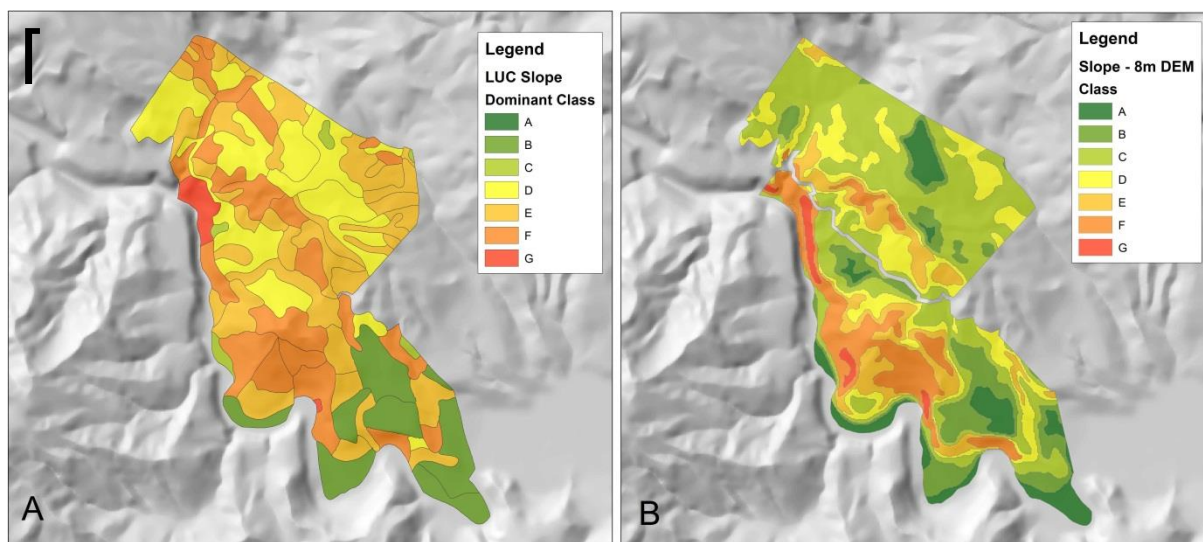 Legend
LUC Slope
Dominant Class
A
B
C
D
E
F
G
A
Legend
Slope - 8m DEM
Class
A
B
C
D
E
F
G
B